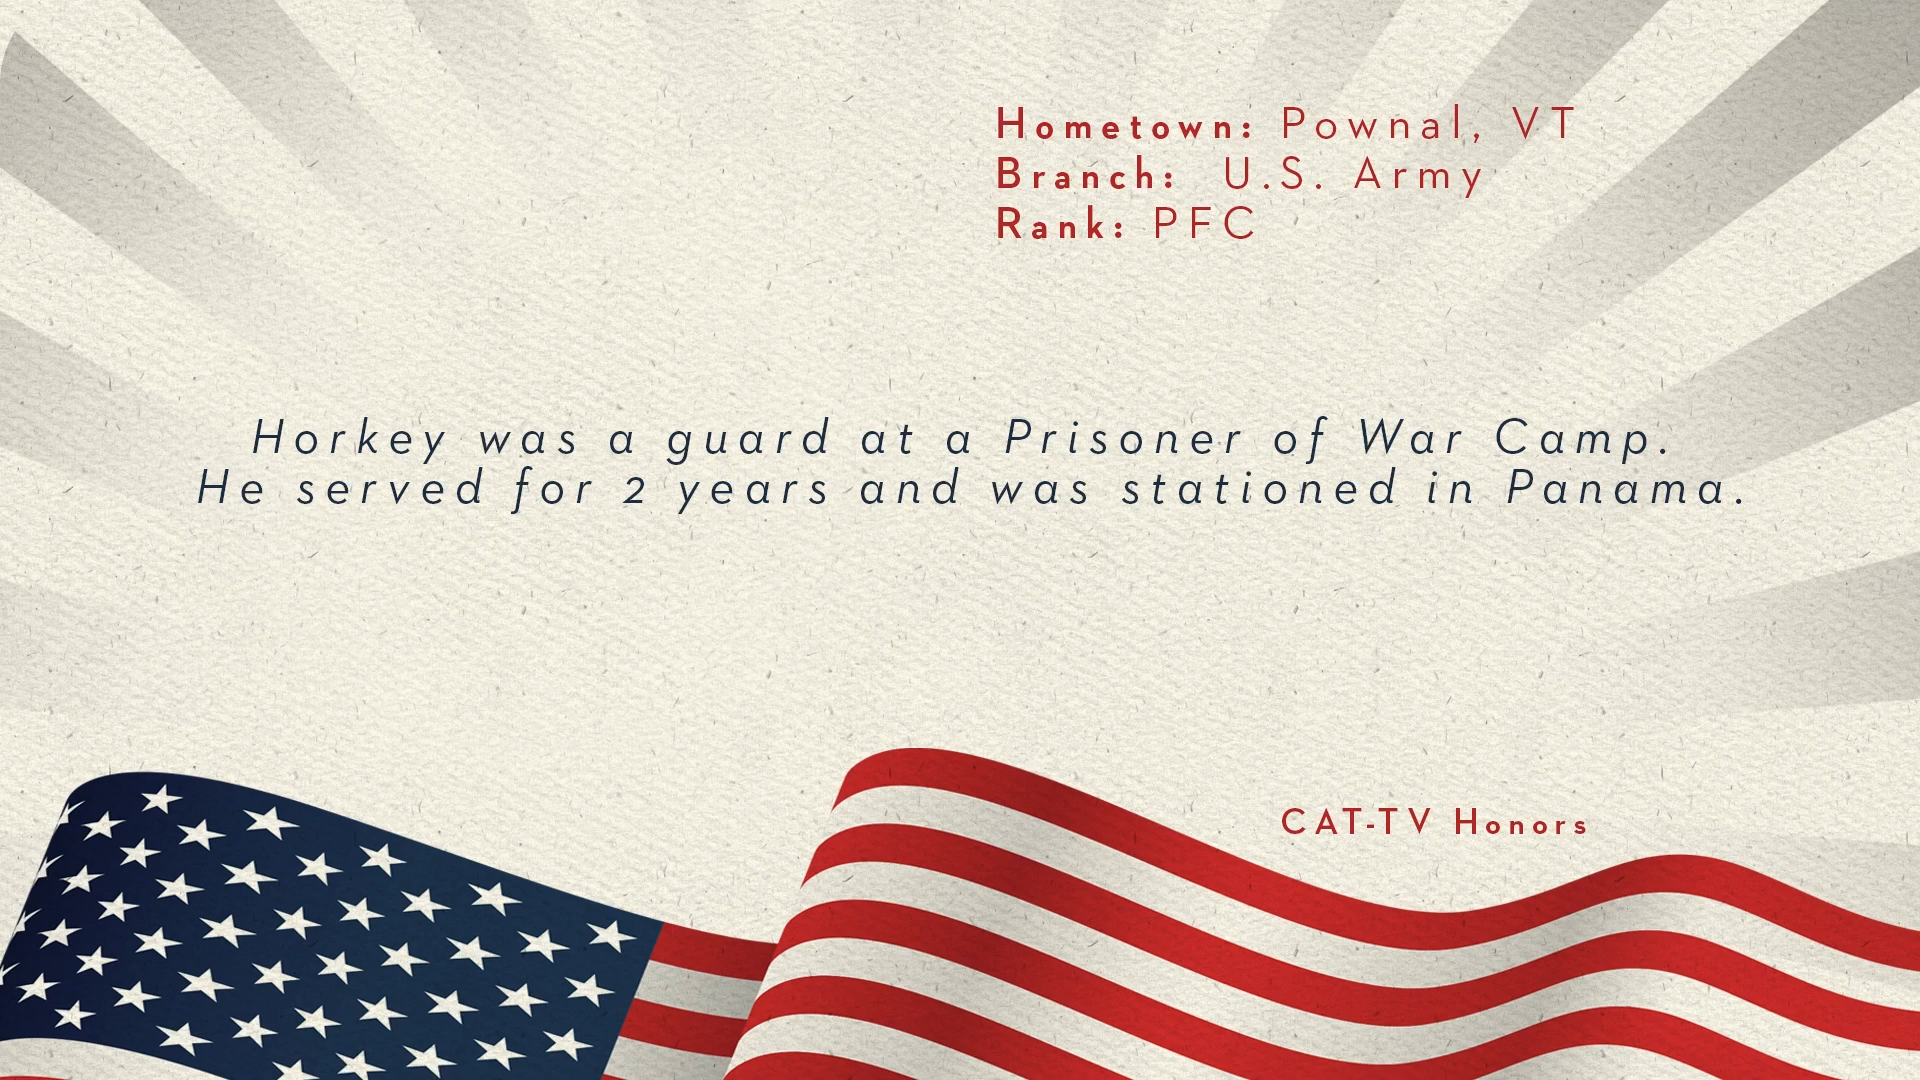 Hometown: Pownal, VT
Branch: U.S. Army
Rank: PFC
Horkey was a guard at a Prisoner of War Camp.
He served for 2 years and was stationed in Panama.
CAT-TV Honors